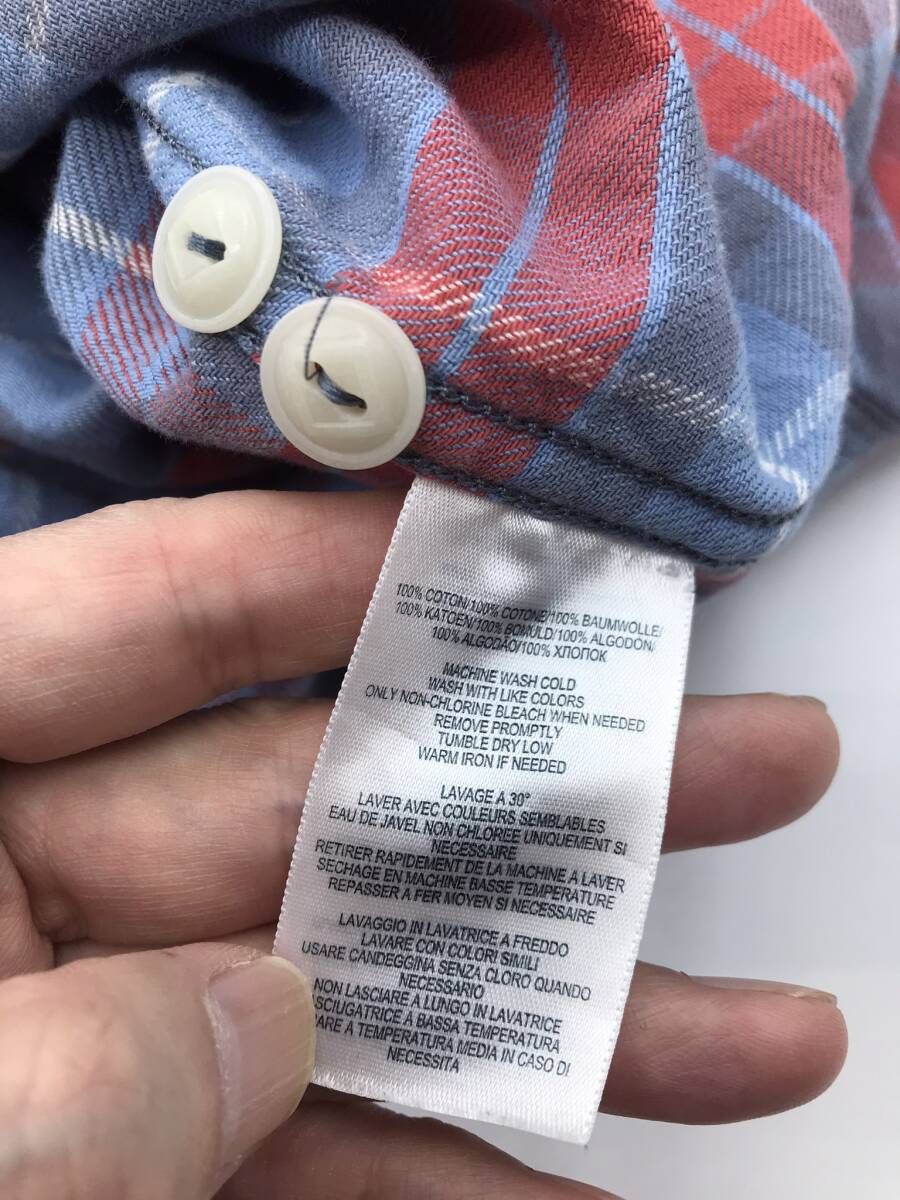 100% COTON/100% COTONE/100% BAUMWOLLE/
100% KATOEN/100% BOMULD/100% ALGODON/
100% ALGODÃO/100% ХЛОПОК
MACHINE WASH COLD
WASH WITH LIKE COLORS
ONLY NON-CHLORINE BLEACH WHEN NEEDED
REMOVE PROMPTLY
TUMBLE DRY LOW
WARM IRON IF NEEDED
LAVAGE A 30°
LAVER AVEC COULEURS SEMBLABLES
EAU DE JAVEL NON CHLOREE UNIQUEMENT SI
NECESSAIRE
RETIRER RAPIDEMENT DE LA MACHINE A LAVER
SECHAGE EN MACHINE BASSE TEMPERATURE
REPASSER A FER MOYEN SI NECESSAIRE
LAVAGGIO IN LAVATRICE A FREDDO
LAVARE CON COLORI SIMILI
USARE CANDEGGINA SENZA CLORO QUANDO
NECESSARIO
NON LASCIARE A LUNGO IN LAVATRICE
ASCIUGATRICE A BASSA TEMPERATURA
A TEMPERATURA MEDIA IN CASO DI
NECESSITA